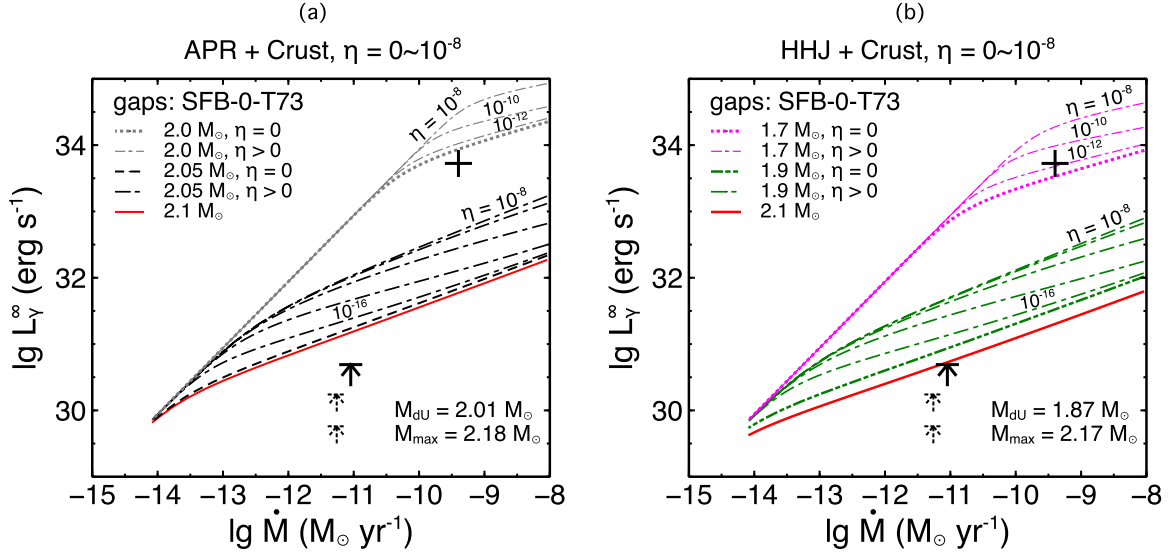 (a)
APR + Crust, η = 0~10⁻⁸
gaps: SFB-0-T73
2.0 M☉, η = 0
2.0 M☉, η > 0
2.05 M☉, η = 0
2.05 M☉, η > 0
2.1 M☉
η = 10⁻⁸
10⁻¹⁰
10⁻¹²
η = 10⁻⁸
10⁻¹⁶
M_dU = 2.01 M☉
M_max = 2.18 M☉
34
32
30
lg L_γ^∞ (erg s⁻¹)
−15 −14 −13 −12 −11 −10 −9 −8
lg Ṁ (M☉ yr⁻¹)
(b)
HHJ + Crust, η = 0~10⁻⁸
gaps: SFB-0-T73
1.7 M☉, η = 0
1.7 M☉, η > 0
1.9 M☉, η = 0
1.9 M☉, η > 0
2.1 M☉
η = 10⁻⁸
10⁻¹⁰
10⁻¹²
η = 10⁻⁸
10⁻¹⁶
M_dU = 1.87 M☉
M_max = 2.17 M☉
34
32
30
lg L_γ^∞ (erg s⁻¹)
−15 −14 −13 −12 −11 −10 −9 −8
lg Ṁ (M☉ yr⁻¹)